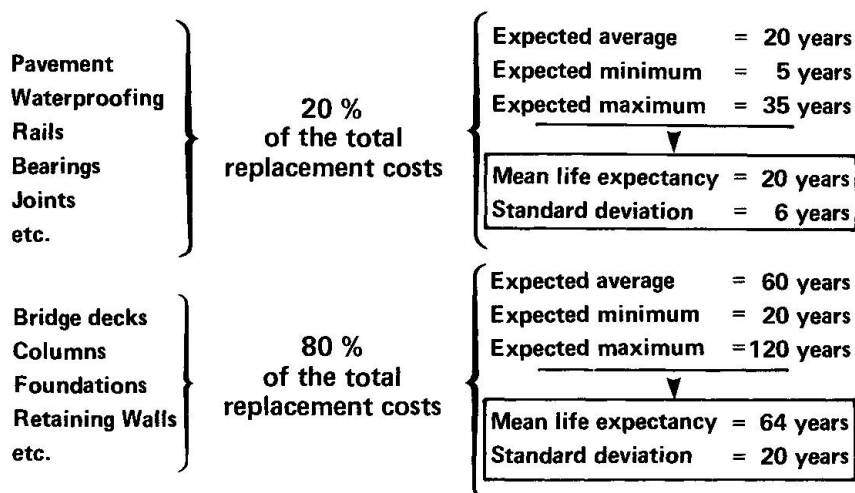 Pavement
Waterproofing
Rails
Bearings
Joints
etc.
20 %
of the total
replacement costs
Expected average = 20 years
Expected minimum = 5 years
Expected maximum = 35 years
Mean life expectancy = 20 years
Standard deviation = 6 years
Bridge decks
Columns
Foundations
Retaining Walls
etc.
80 %
of the total
replacement costs
Expected average = 60 years
Expected minimum = 20 years
Expected maximum =120 years
Mean life expectancy = 64 years
Standard deviation = 20 years